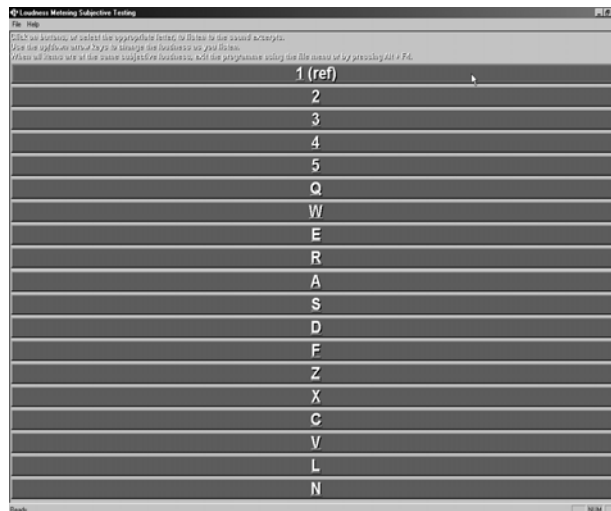 Loudness Metering Subjective Testing
File Help
Click on buttons, or select the appropriate letter, to listen to the sound excerpts.
Use the up/down arrow keys to change the loudness as you listen.
When all items are at the same subjective loudness, exit the programme using the file menu or by pressing Alt + F4.
1 (ref)
2
3
4
5
Q
W
E
R
A
S
D
F
Z
X
C
V
L
N
Ready
NUM